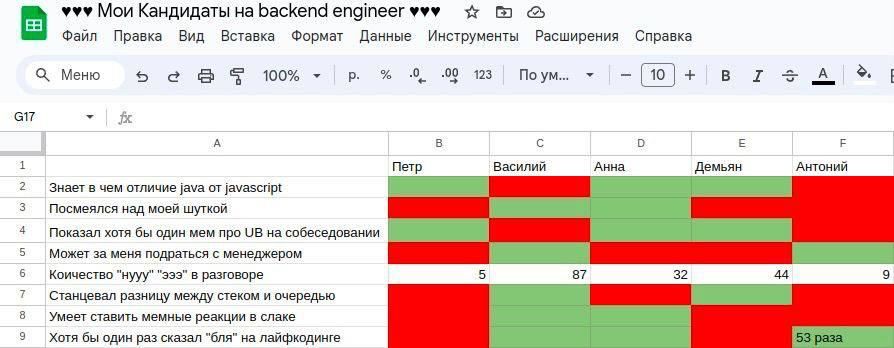 ♥♥♥ Мои Кандидаты на backend engineer ♥♥♥
Файл Правка Вид Вставка Формат Данные Инструменты Расширения Справка
Меню 100% р. % .0 .00 123 По ум... 10 B I S A
G17 fx
A B C D E F
1 Петр Василий Анна Демьян Антоний
2 Знает в чем отличие java от javascript
3 Посмеялся над моей шуткой
4 Показал хотя бы один мем про UB на собеседовании
5 Может за меня подраться с менеджером
6 Коичество "нууу" "эээ" в разговоре 5 87 32 44 9
7 Станцевал разницу между стеком и очередью
8 Умеет ставить мемные реакции в слаке
9 Хотя бы один раз сказал "бля" на лайфкодинге 53 раза